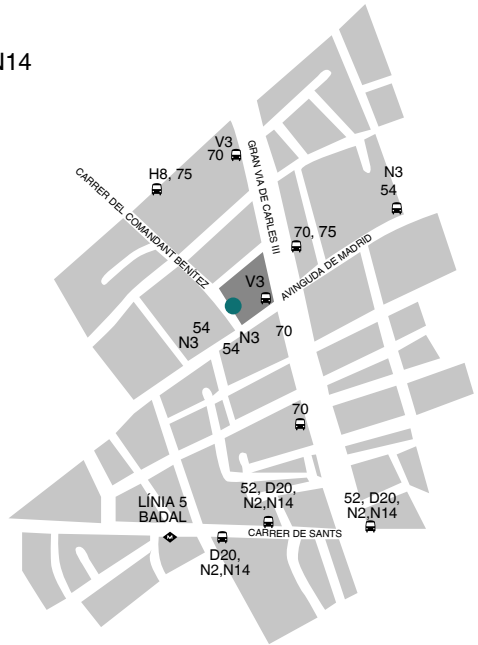 N14
V3
70
H8, 75
N3
54
GRAN VIA DE CARLES III
CARRER DEL COMANDANT BENÍTEZ
70, 75
AVINGUDA DE MADRID
V3
54
N3
N3
54
70
70
LÍNIA 5
BADAL
52, D20,
N2,N14
52, D20,
N2,N14
CARRER DE SANTS
D20,
N2,N14